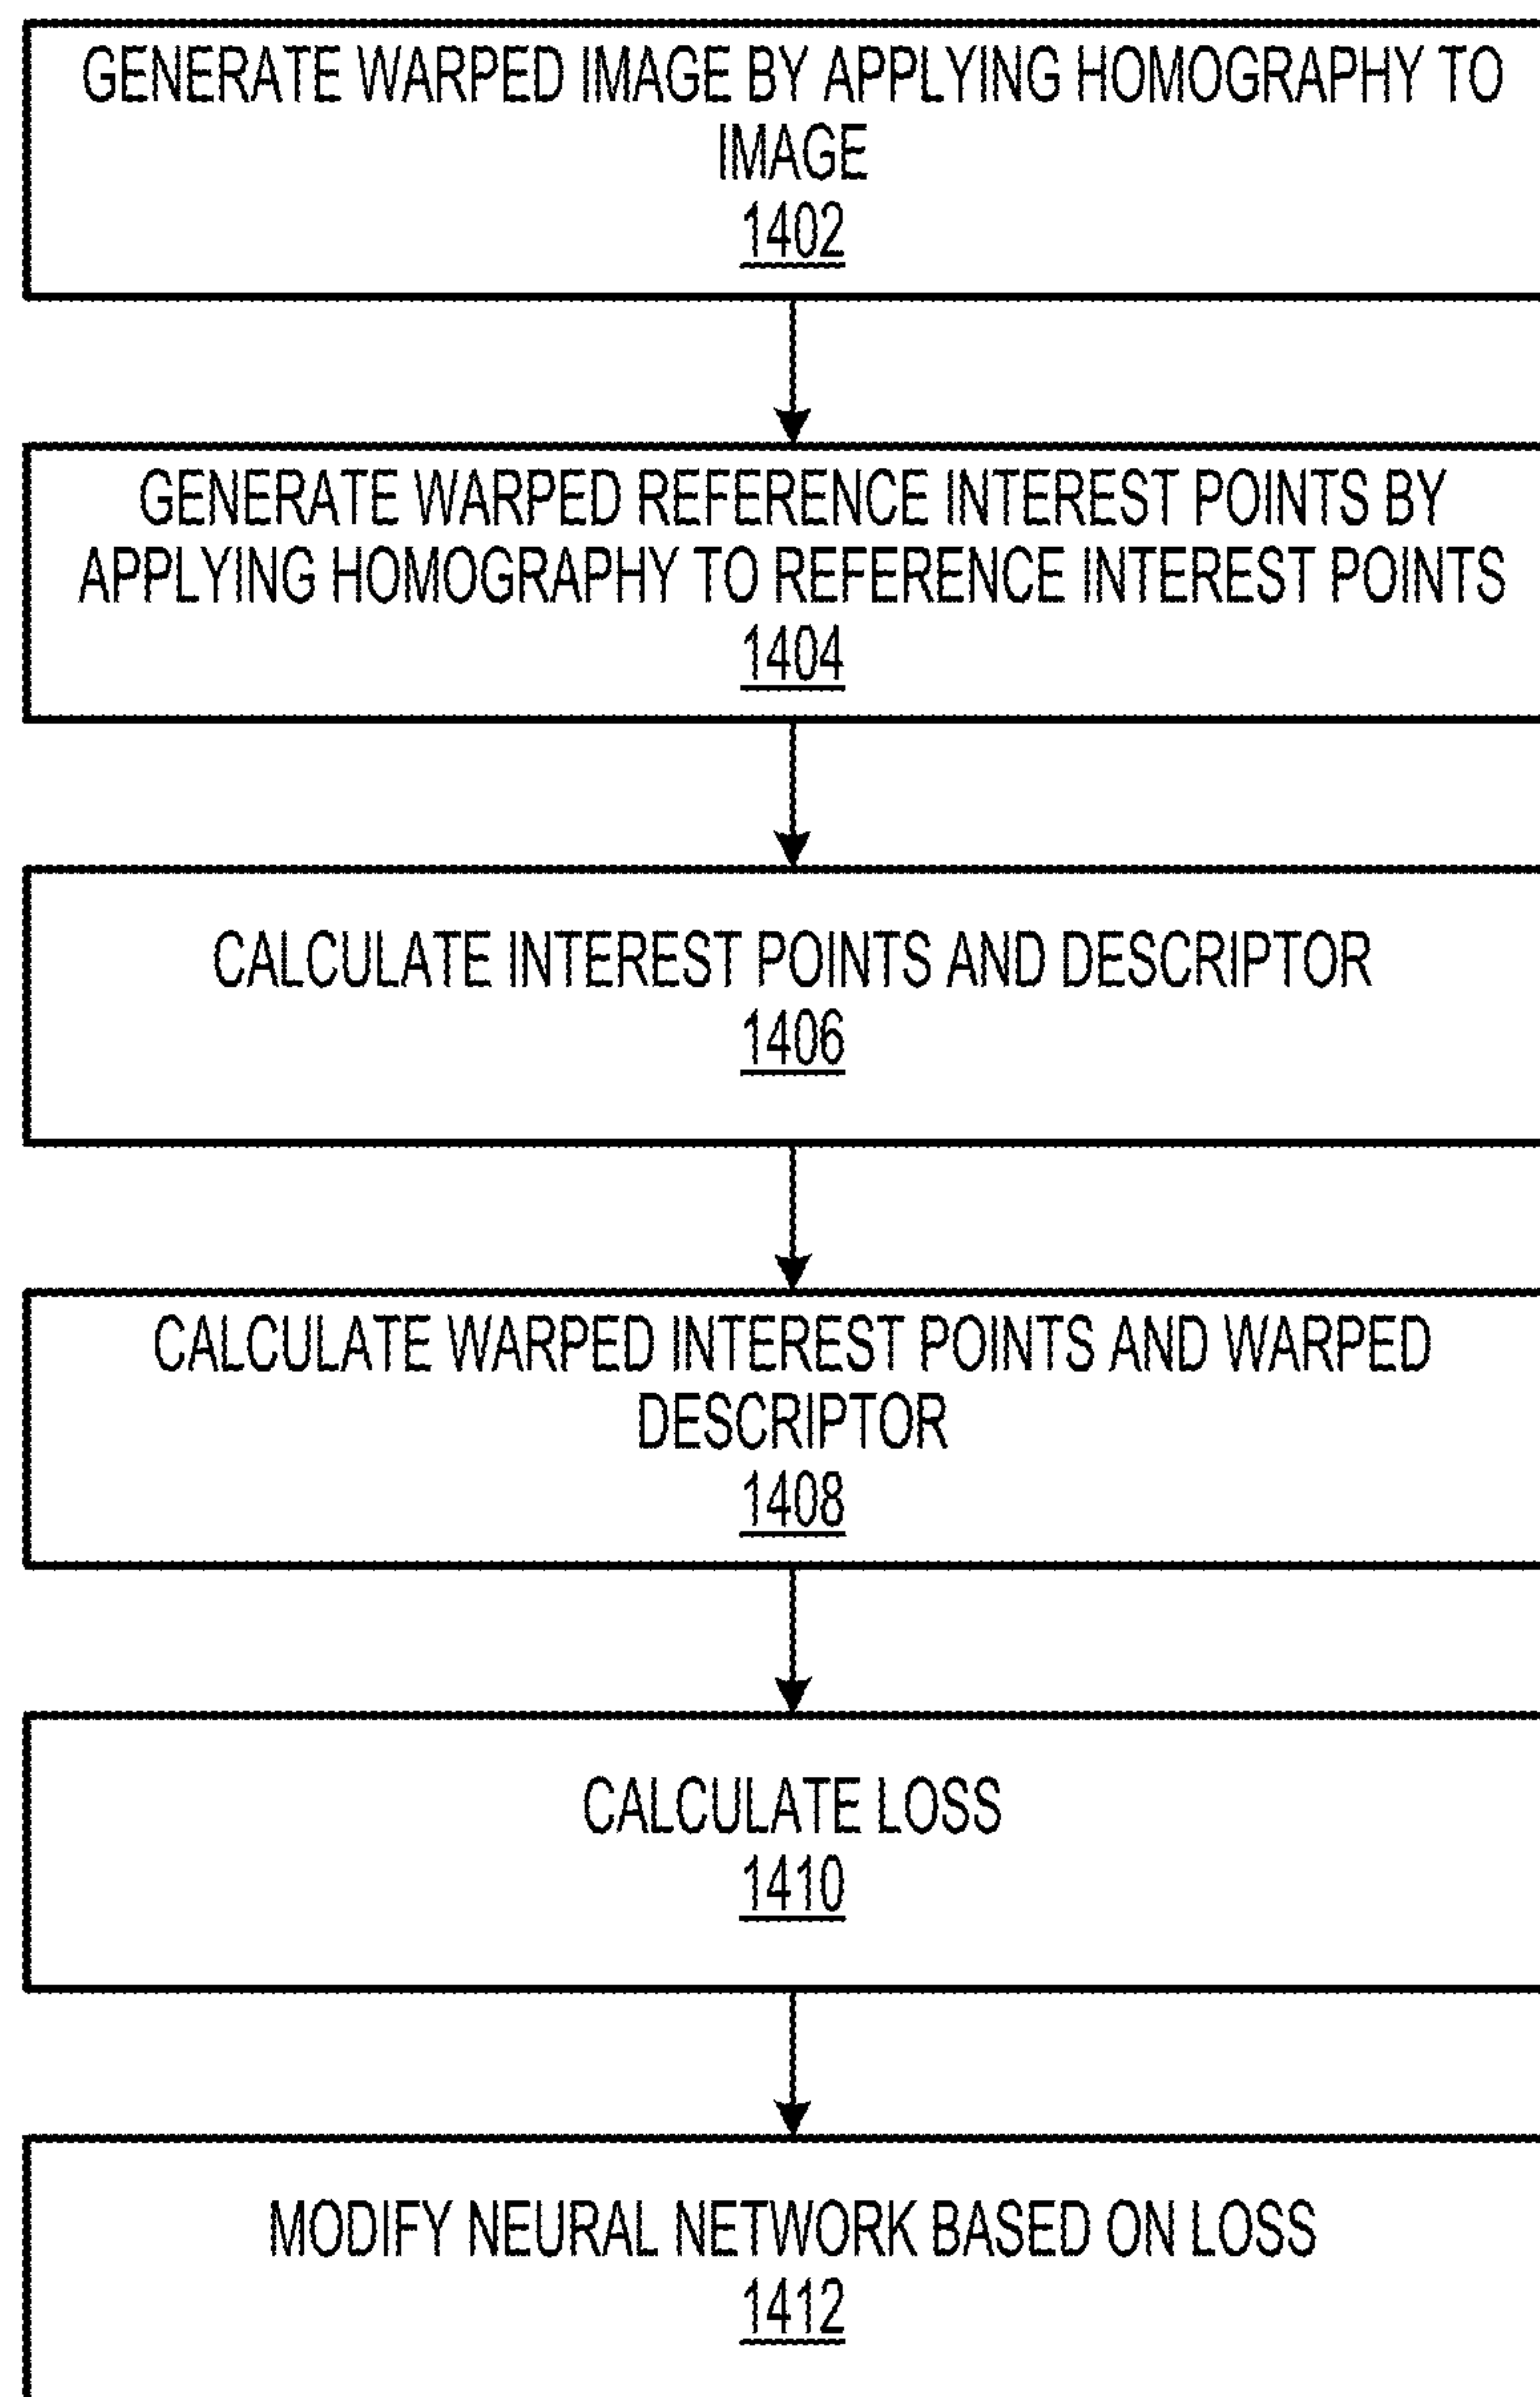 GENERATE WARPED IMAGE BY APPLYING HOMOGRAPHY TO
IMAGE
1402
GENERATE WARPED REFERENCE INTEREST POINTS BY
APPLYING HOMOGRAPHY TO REFERENCE INTEREST POINTS
1404
CALCULATE INTEREST POINTS AND DESCRIPTOR
1406
CALCULATE WARPED INTEREST POINTS AND WARPED
DESCRIPTOR
1408
CALCULATE LOSS
1410
MODIFY NEURAL NETWORK BASED ON LOSS
1412